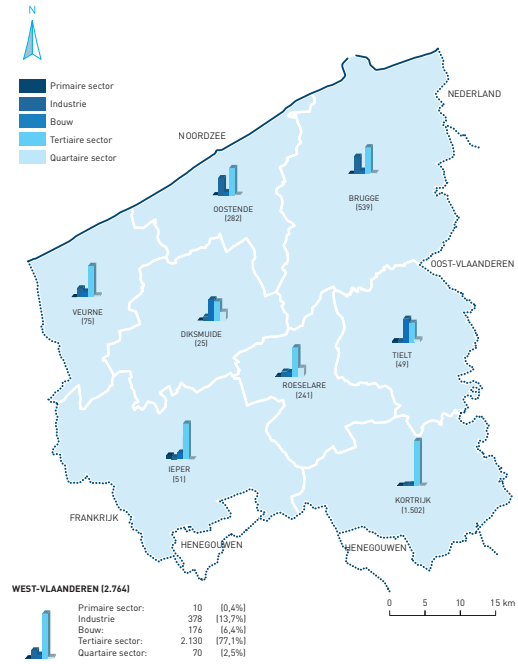 N
Primaire sector
Industrie
Bouw
Tertiaire sector
Quartaire sector
NEDERLAND
NOORDZEE
BRUGGE
(539)
OOSTENDE
(282)
OOST-VLAANDEREN
VEURNE
(75)
DIKSMUIDE
(25)
TIELT
(49)
ROESELARE
(241)
IEPER
(51)
KORTRIJK
(1.502)
FRANKRIJK
HENEGOUWEN
HENEGOUWEN
WEST-VLAANDEREN (2.764)
Primaire sector: 10 (0,4%)
Industrie 378 (13,7%)
Bouw: 176 (6,4%)
Tertiaire sector: 2.130 (77,1%)
Quartaire sector: 70 (2,5%)
0 5 10 15 km